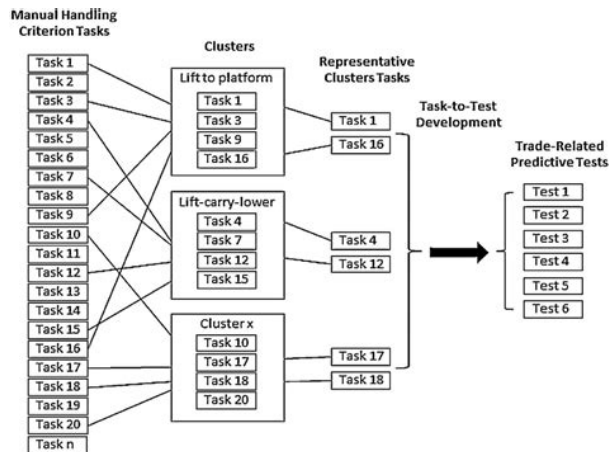 Manual Handling
Criterion Tasks
Task 1
Task 2
Task 3
Task 4
Task 5
Task 6
Task 7
Task 8
Task 9
Task 10
Task 11
Task 12
Task 13
Task 14
Task 15
Task 16
Task 17
Task 18
Task 19
Task 20
Task n
Clusters
Lift to platform
Task 1
Task 3
Task 9
Task 16
Lift-carry-lower
Task 4
Task 7
Task 12
Task 15
Cluster x
Task 10
Task 17
Task 18
Task 20
Representative
Clusters Tasks
Task 1
Task 16
Task 4
Task 12
Task 17
Task 18
Task-to-Test
Development
Trade-Related
Predictive Tests
Test 1
Test 2
Test 3
Test 4
Test 5
Test 6